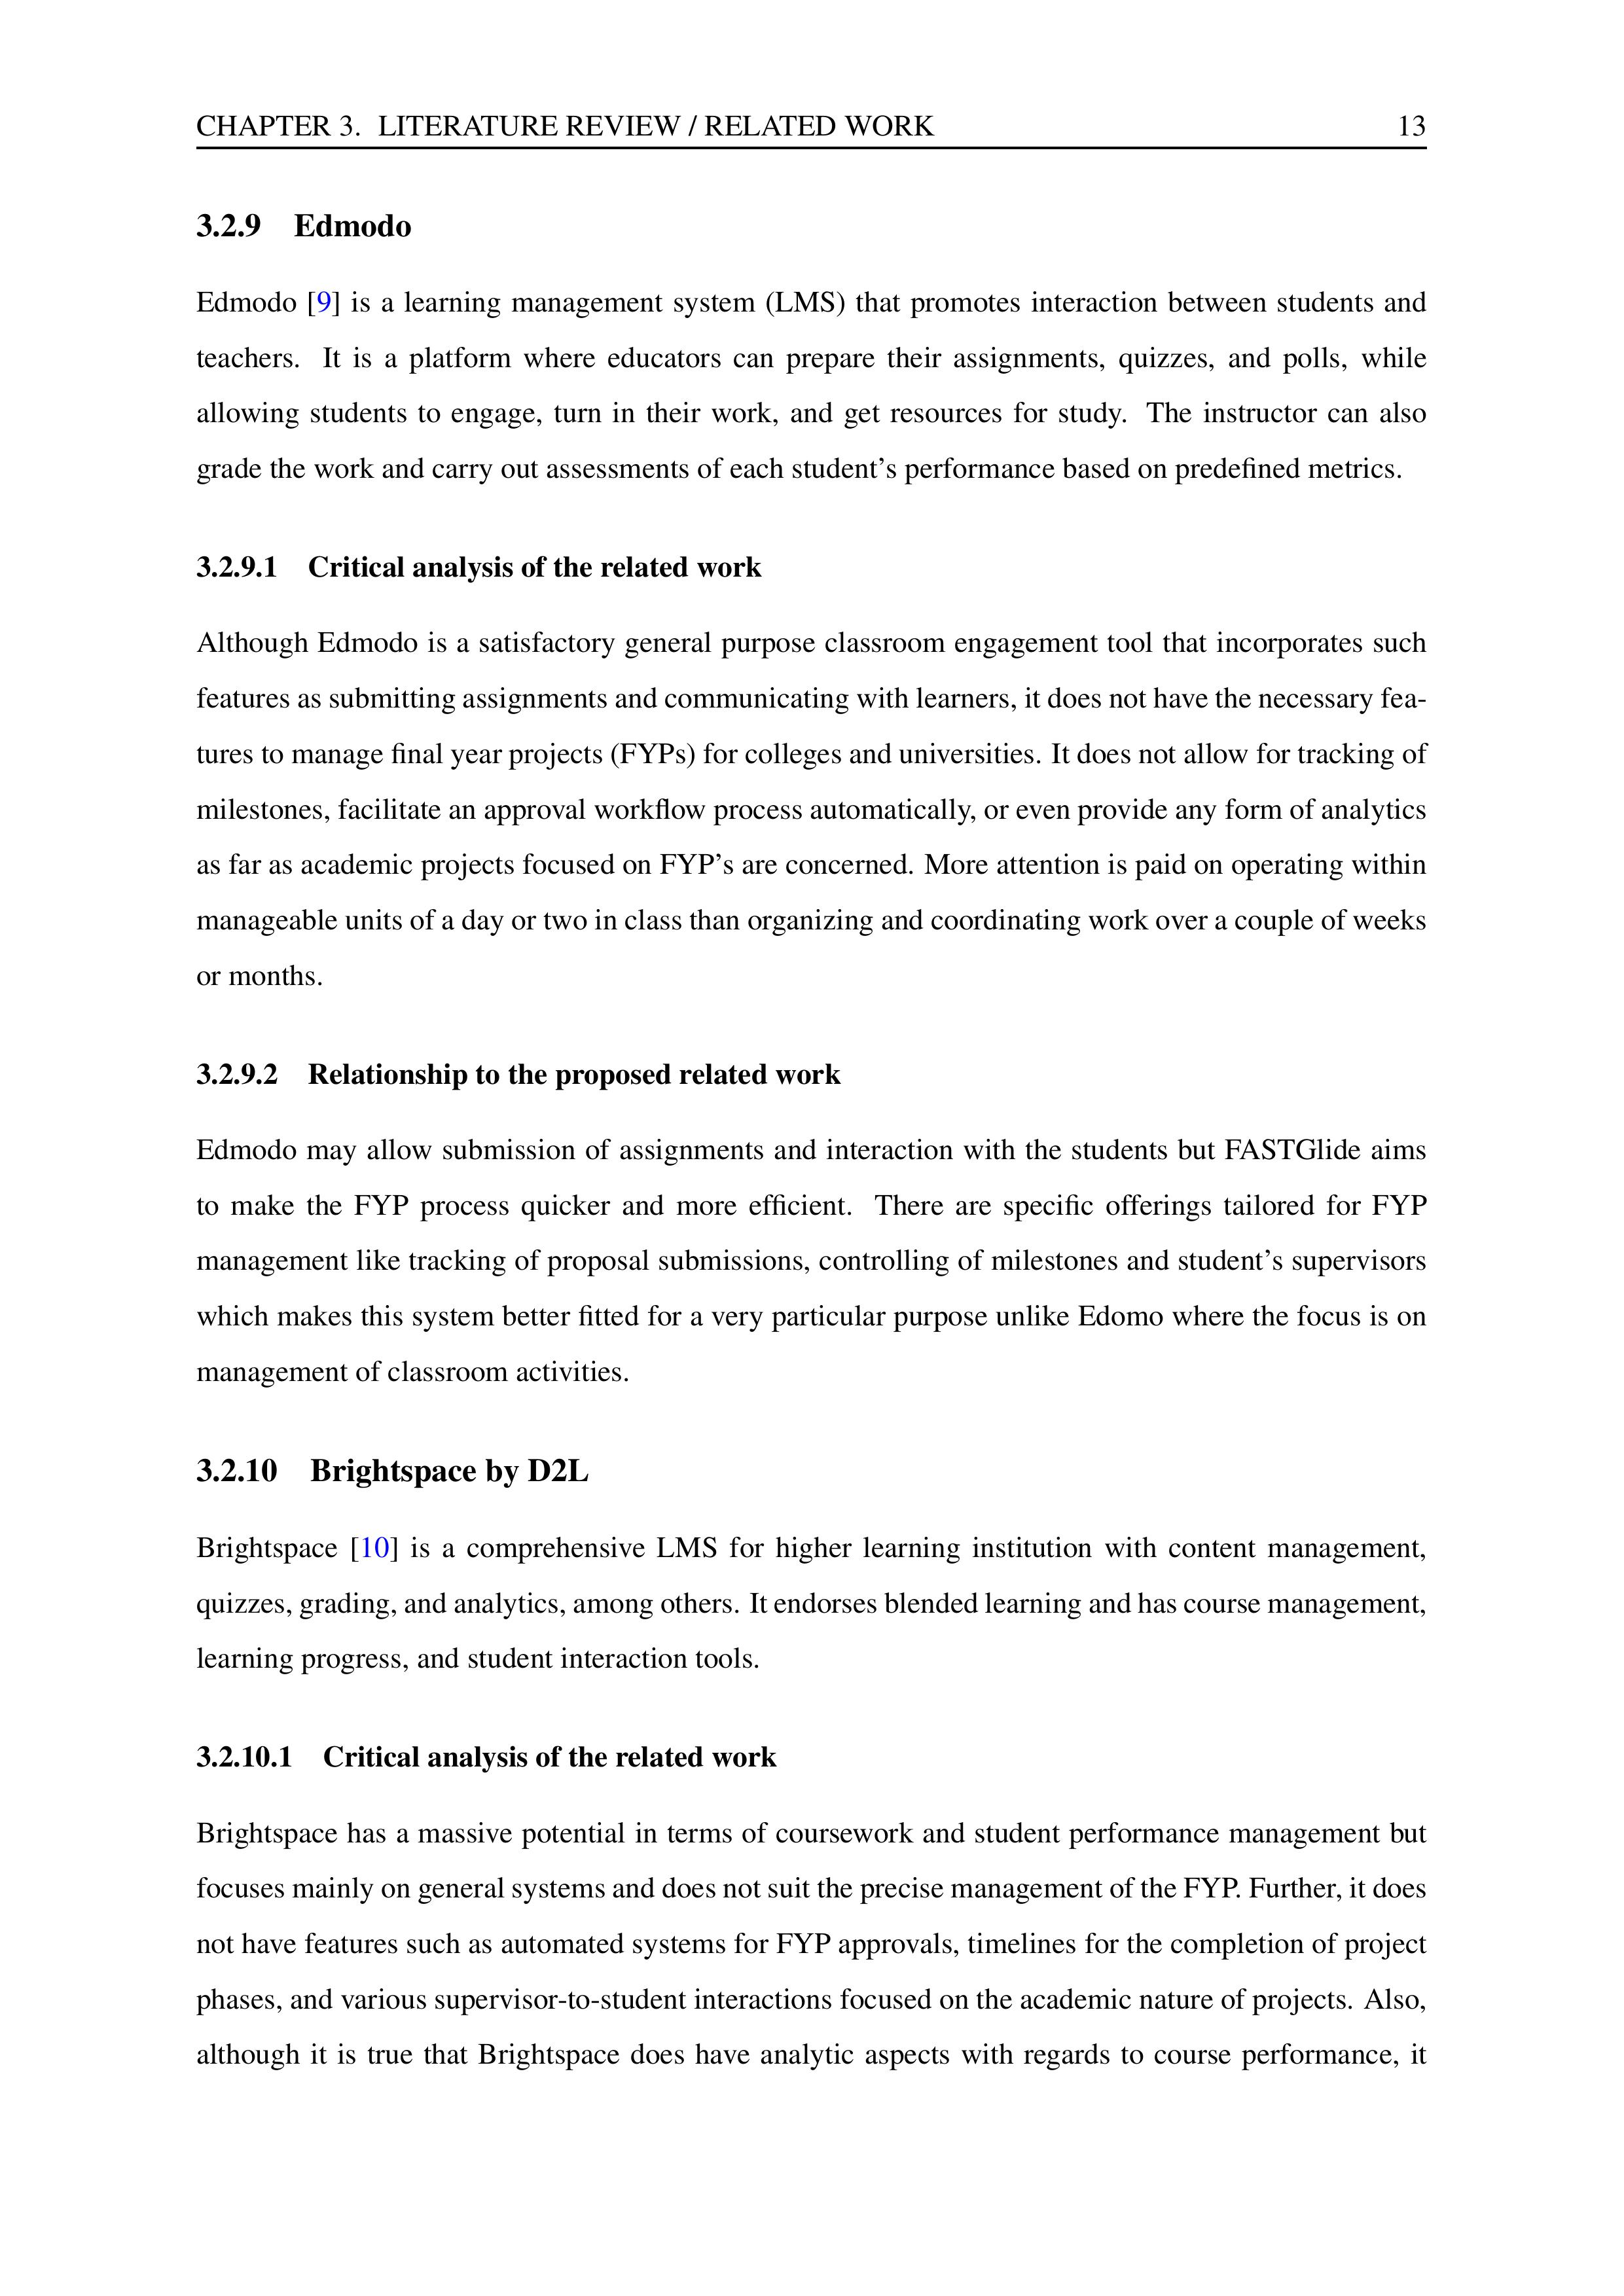 CHAPTER 3. LITERATURE REVIEW / RELATED WORK 13
3.2.9 Edmodo
Edmodo [9] is a learning management system (LMS) that promotes interaction between students and
teachers. It is a platform where educators can prepare their assignments, quizzes, and polls, while
allowing students to engage, turn in their work, and get resources for study. The instructor can also
grade the work and carry out assessments of each student's performance based on predefined metrics.
3.2.9.1 Critical analysis of the related work
Although Edmodo is a satisfactory general purpose classroom engagement tool that incorporates such
features as submitting assignments and communicating with learners, it does not have the necessary fea-
tures to manage final year projects (FYPs) for colleges and universities. It does not allow for tracking of
milestones, facilitate an approval workflow process automatically, or even provide any form of analytics
as far as academic projects focused on FYP's are concerned. More attention is paid on operating within
manageable units of a day or two in class than organizing and coordinating work over a couple of weeks
or months.
3.2.9.2 Relationship to the proposed related work
Edmodo may allow submission of assignments and interaction with the students but FASTGlide aims
to make the FYP process quicker and more efficient. There are specific offerings tailored for FYP
management like tracking of proposal submissions, controlling of milestones and student's supervisors
which makes this system better fitted for a very particular purpose unlike Edomo where the focus is on
management of classroom activities.
3.2.10 Brightspace by D2L
Brightspace [10] is a comprehensive LMS for higher learning institution with content management,
quizzes, grading, and analytics, among others. It endorses blended learning and has course management,
learning progress, and student interaction tools.
3.2.10.1 Critical analysis of the related work
Brightspace has a massive potential in terms of coursework and student performance management but
focuses mainly on general systems and does not suit the precise management of the FYP. Further, it does
not have features such as automated systems for FYP approvals, timelines for the completion of project
phases, and various supervisor-to-student interactions focused on the academic nature of projects. Also,
although it is true that Brightspace does have analytic aspects with regards to course performance, it